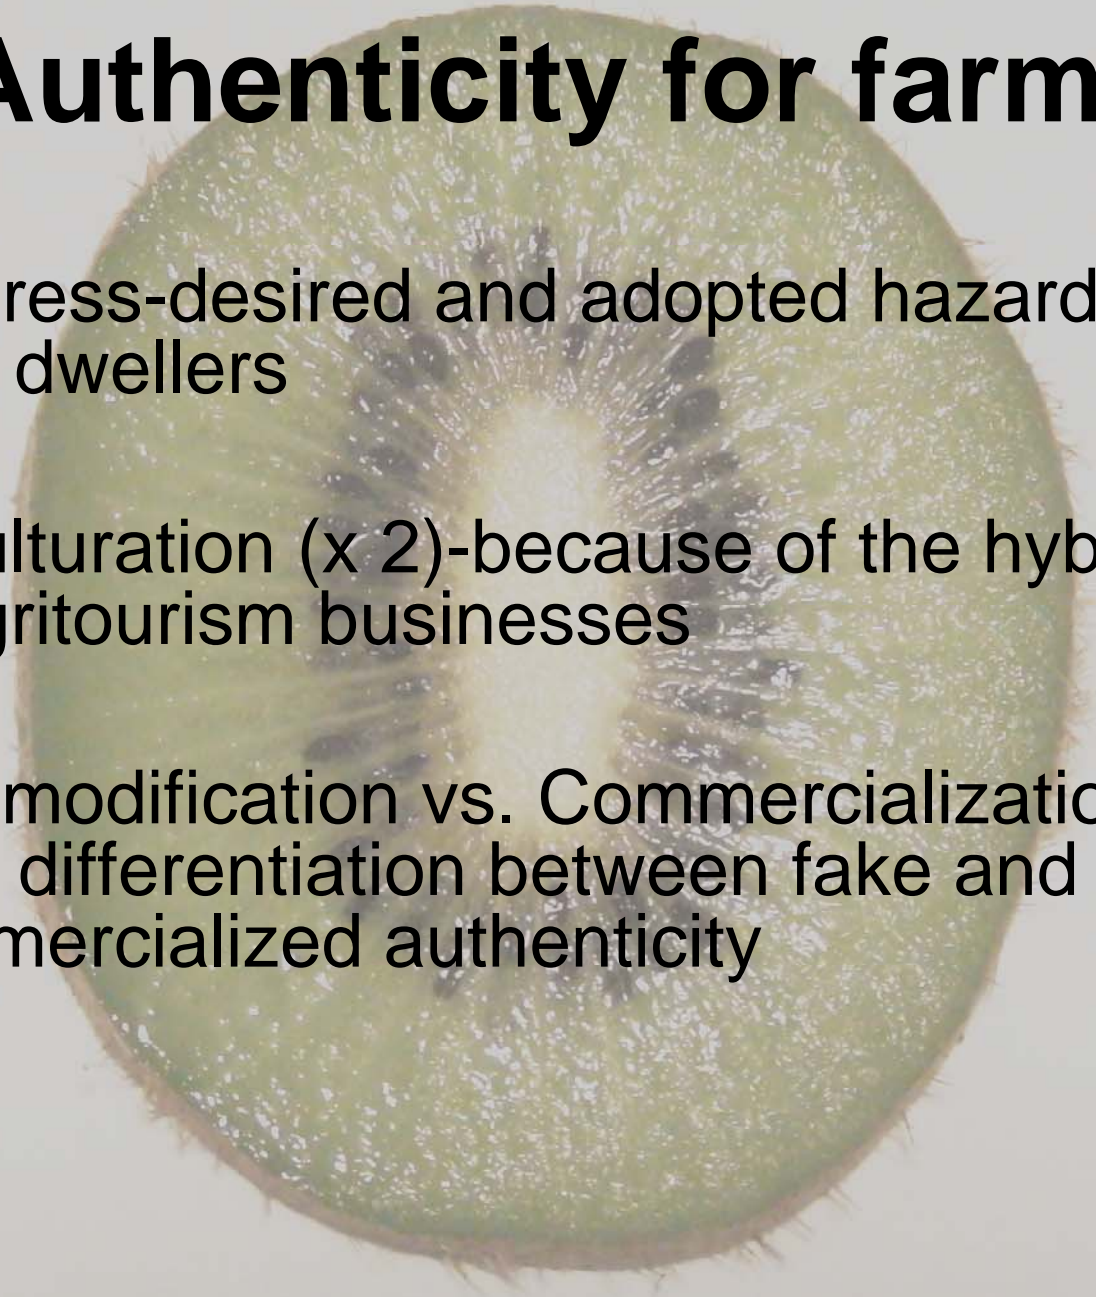 Authenticity for farm
ress-desired and adopted hazard
dwellers
lturation (x 2)-because of the hyb
gritourism businesses
modification vs. Commercializatio
differentiation between fake and
mercialized authenticity